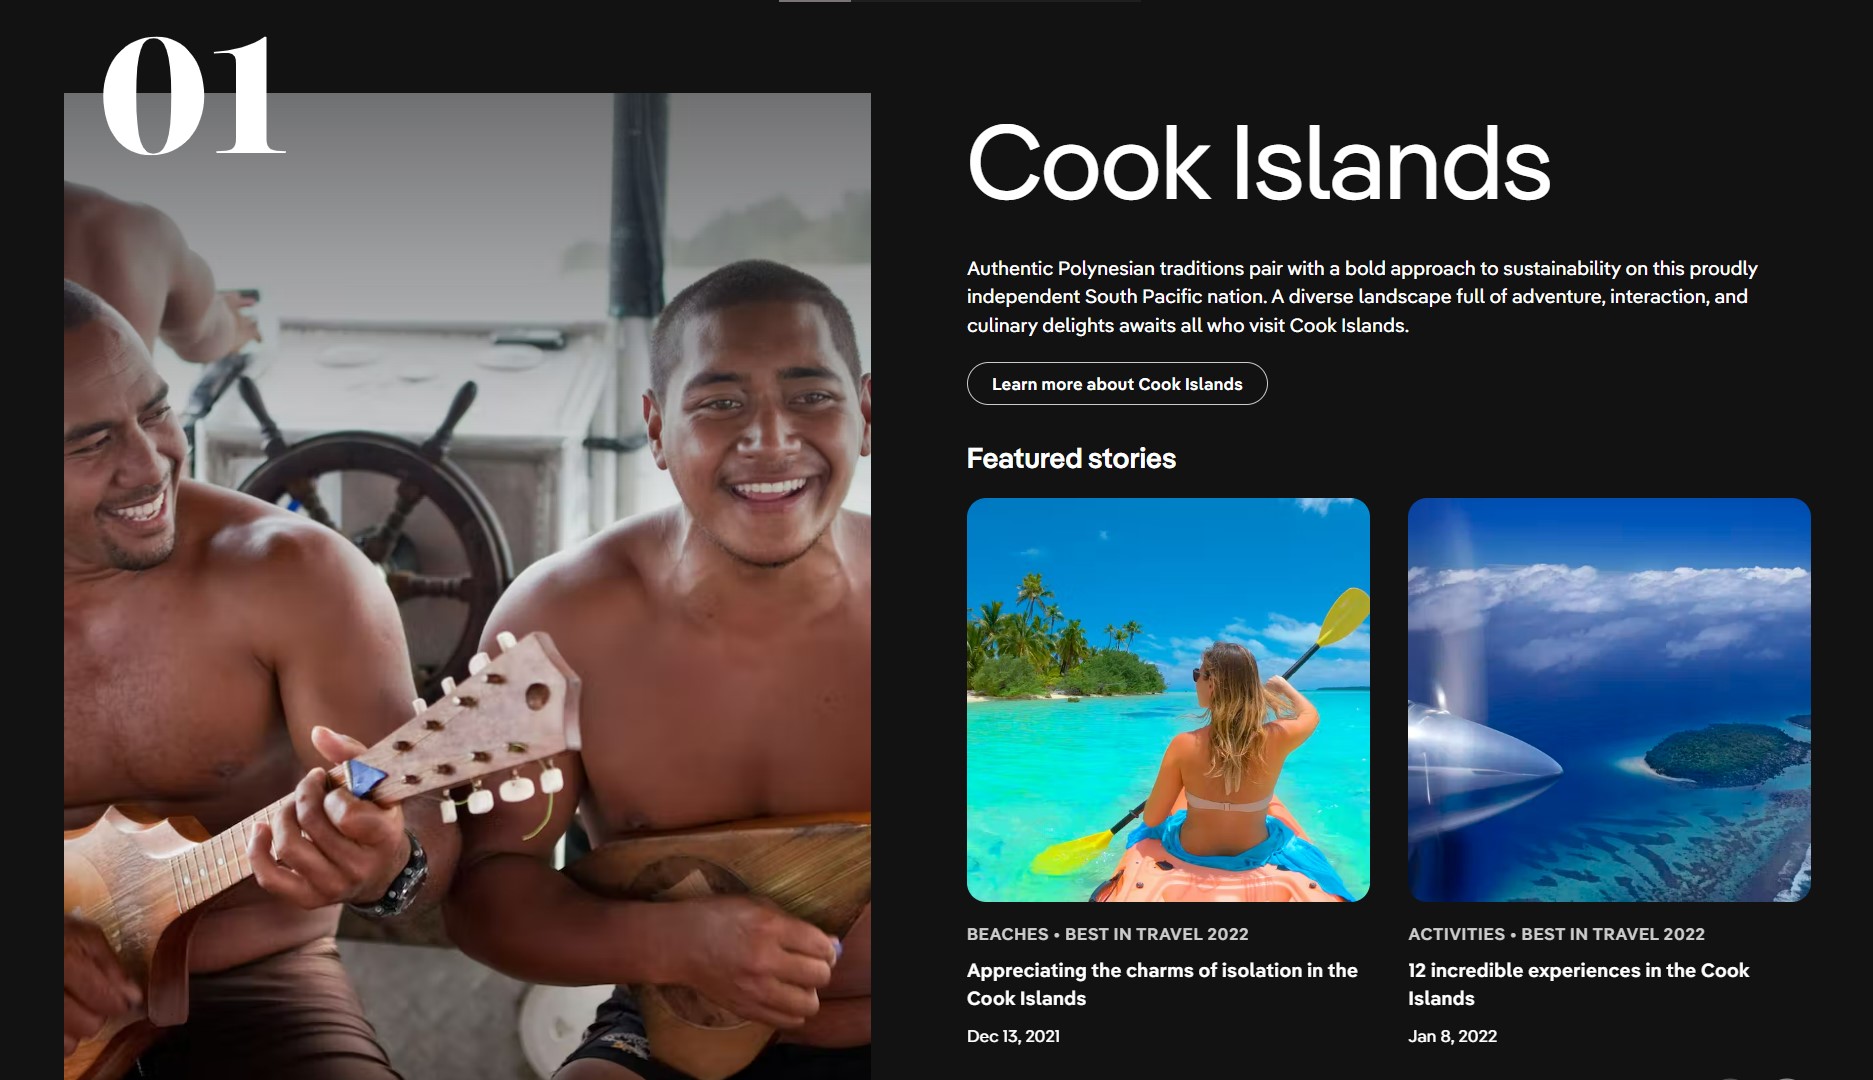 01
Cook Islands
Authentic Polynesian traditions pair with a bold approach to sustainability on this proudly
independent South Pacific nation. A diverse landscape full of adventure, interaction, and
culinary delights awaits all who visit Cook Islands.
Learn more about Cook Islands
Featured stories
BEACHES • BEST IN TRAVEL 2022
Appreciating the charms of isolation in the
Cook Islands
Dec 13, 2021
ACTIVITIES • BEST IN TRAVEL 2022
12 incredible experiences in the Cook
Islands
Jan 8, 2022